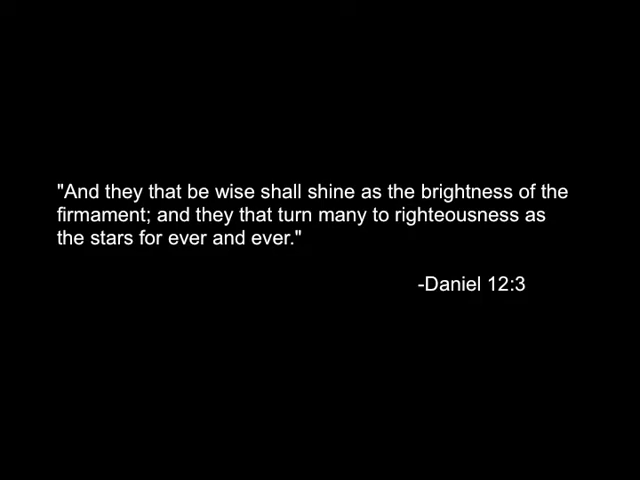 "And they that be wise shall shine as the brightness of the
firmament; and they that turn many to righteousness as
the stars for ever and ever."
-Daniel 12:3